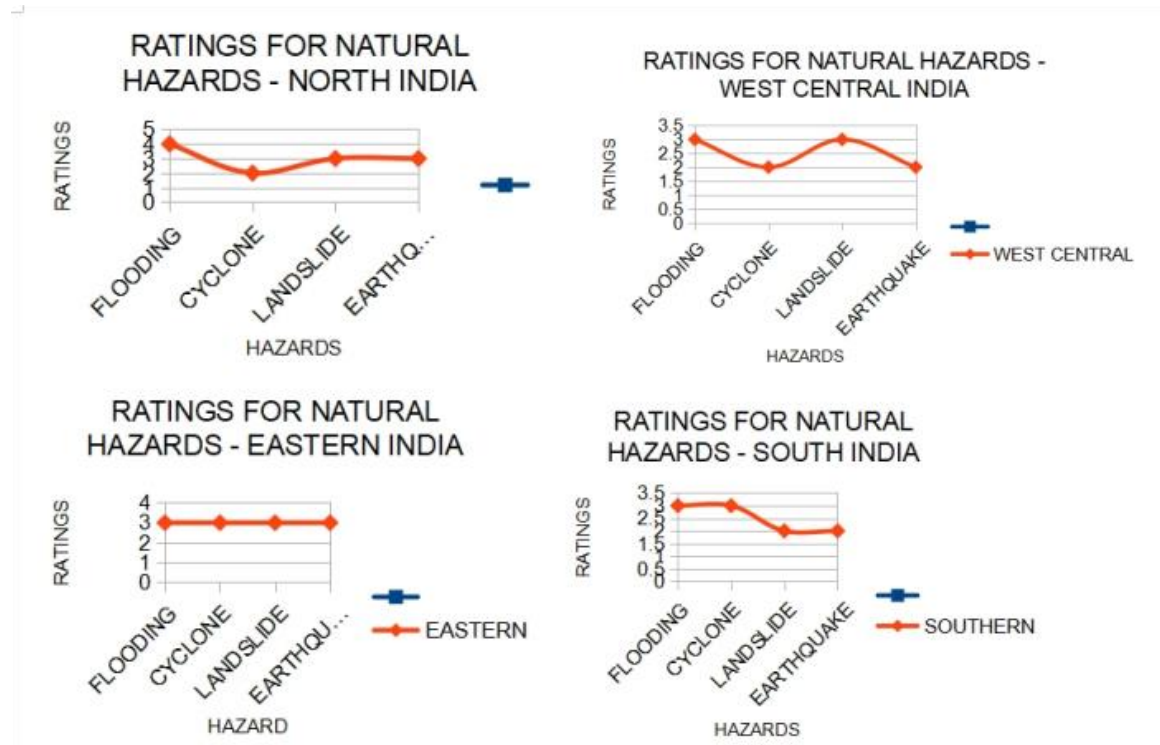 RATINGS FOR NATURAL
HAZARDS - NORTH INDIA
RATINGS
5
4
3
2
1
0
FLOODING
CYCLONE
LANDSLIDE
EARTHQ...
HAZARDS
RATINGS FOR NATURAL HAZARDS -
WEST CENTRAL INDIA
RATINGS
3.5
3
2.5
2
1.5
1
0.5
0
FLOODING
CYCLONE
LANDSLIDE
EARTHQUAKE
WEST CENTRAL
HAZARDS
RATINGS FOR NATURAL
HAZARDS - EASTERN INDIA
RATINGS
4
3
2
1
0
FLOODING
CYCLONE
LANDSLIDE
EARTHQU...
EASTERN
HAZARD
RATINGS FOR NATURAL
HAZARDS - SOUTH INDIA
RATINGS
3.5
3
2.5
2
1.5
1
0.5
0
FLOODING
CYCLONE
LANDSLIDE
EARTHQUAKE
SOUTHERN
HAZARDS